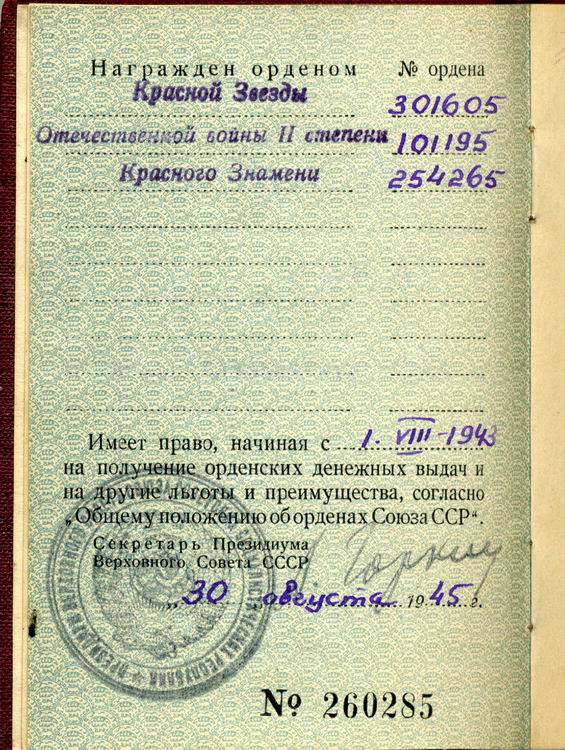 Награжден орденом № ордена
Красной Звезды 301605
Отечественной войны II степени 101195
Красного Знамени 254265
Имеет право, начиная с 1. VIII-1943
на получение орденских денежных выдач и
на другие льготы и преимущества, согласно
„Общему положению об орденах Союза ССР“.
Секретарь Президиума
Верховного Совета СССР Горкин
„30 „ августа 1945 г.
№ 260285